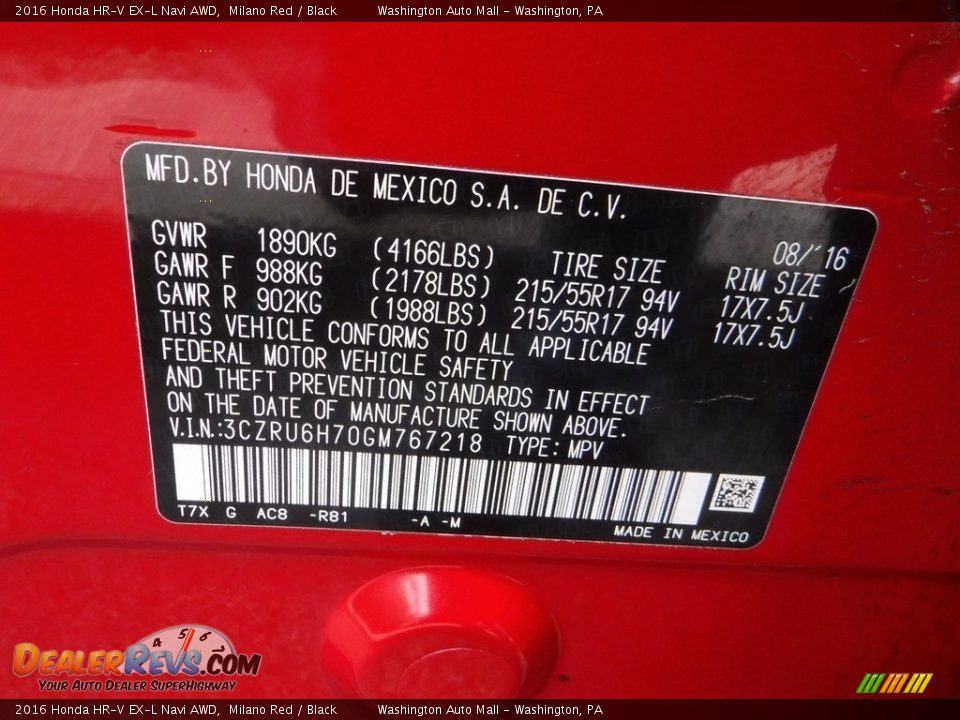 2016 Honda HR-V EX-L Navi AWD, Milano Red / Black Washington Auto Mall - Washington, PA
MFD.BY HONDA DE MEXICO S.A. DE C.V.
08/'16
GVWR 1890KG (4166LBS) TIRE SIZE RIM SIZE
GAWR F 988KG (2178LBS) 215/55R17 94V 17X7.5J
GAWR R 902KG (1988LBS) 215/55R17 94V 17X7.5J
THIS VEHICLE CONFORMS TO ALL APPLICABLE
FEDERAL MOTOR VEHICLE SAFETY
AND THEFT PREVENTION STANDARDS IN EFFECT
ON THE DATE OF MANUFACTURE SHOWN ABOVE.
V.I.N.:3CZRU6H70GM767218 TYPE: MPV
T7X G AC8 -R81 -A -M
MADE IN MEXICO
4 5 6
DEALERREVS.COM
YOUR AUTO DEALER SUPERHIGHWAY
2016 Honda HR-V EX-L Navi AWD, Milano Red / Black Washington Auto Mall - Washington, PA